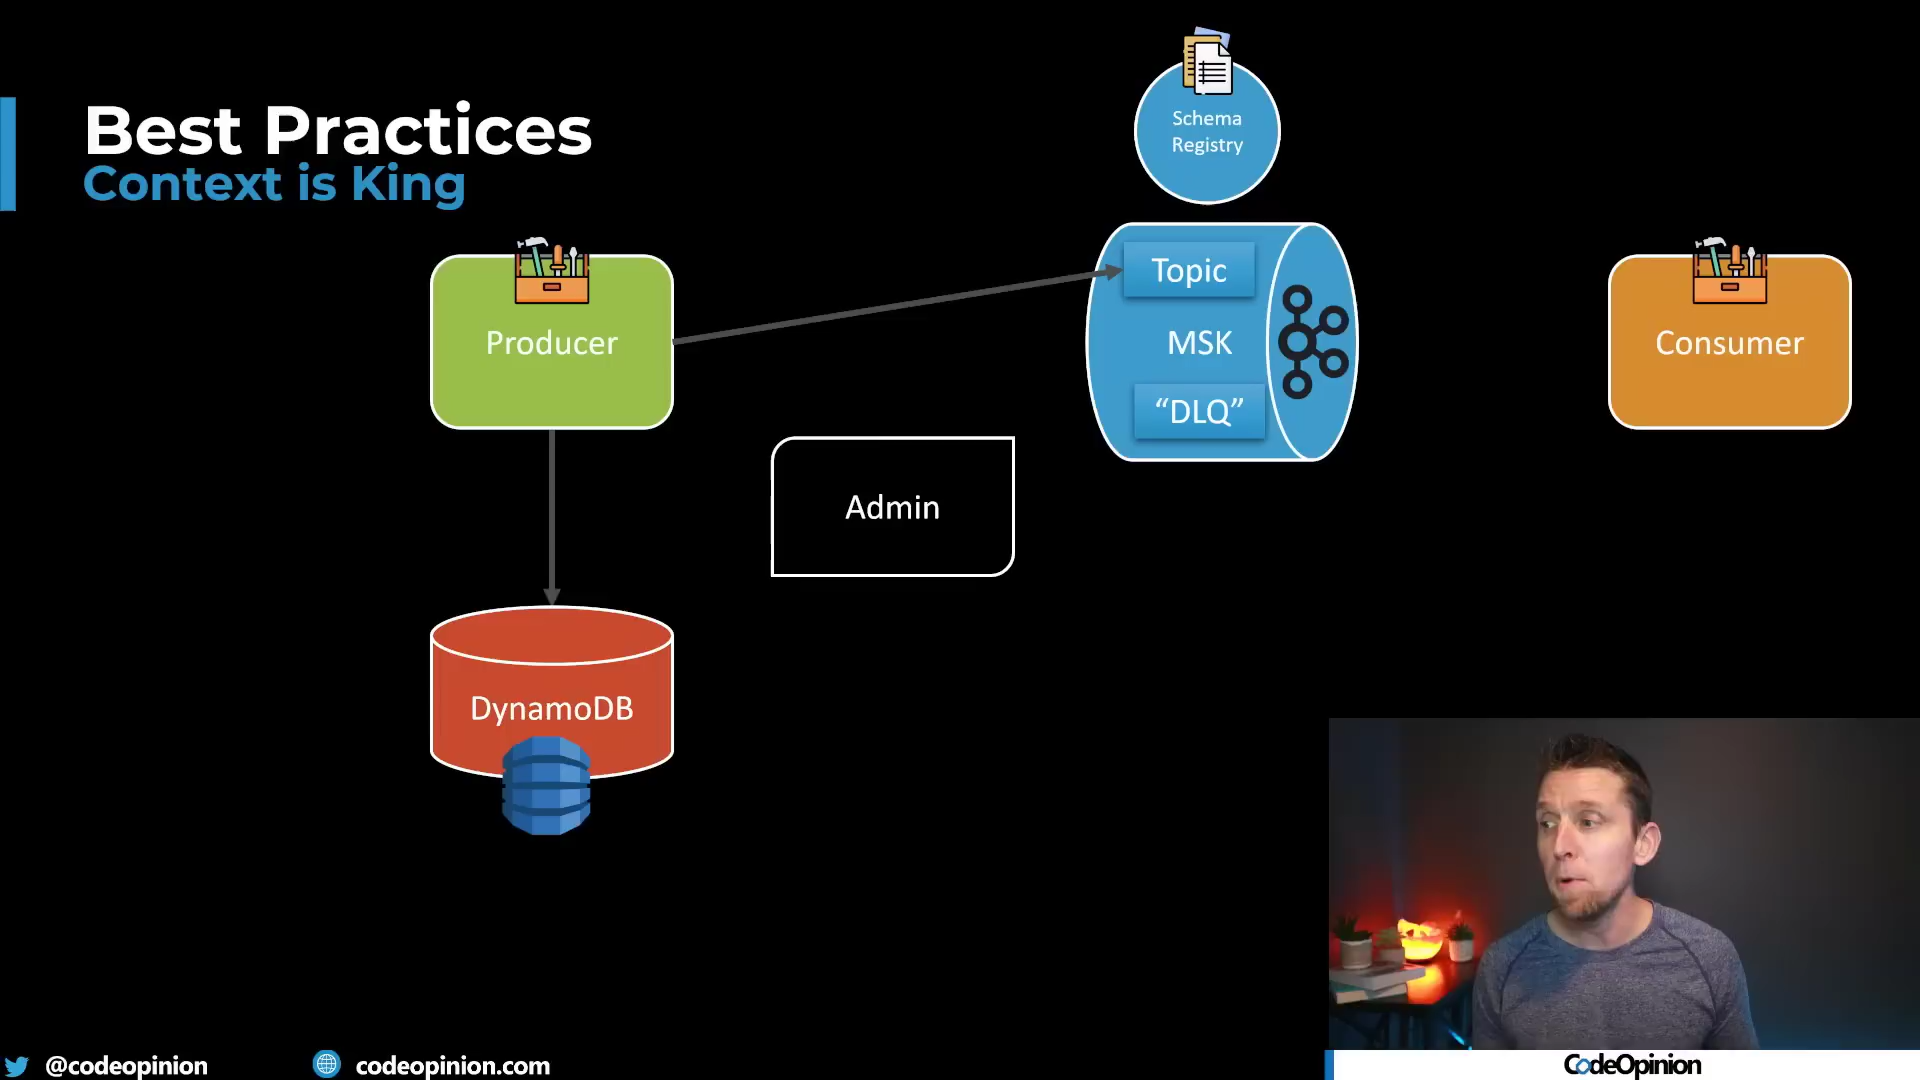 Best Practices
Context is King
Schema
Registry
Producer
Topic
MSK
“DLQ”
Consumer
Admin
DynamoDB
@codeopinion
codeopinion.com
CodeOpinion